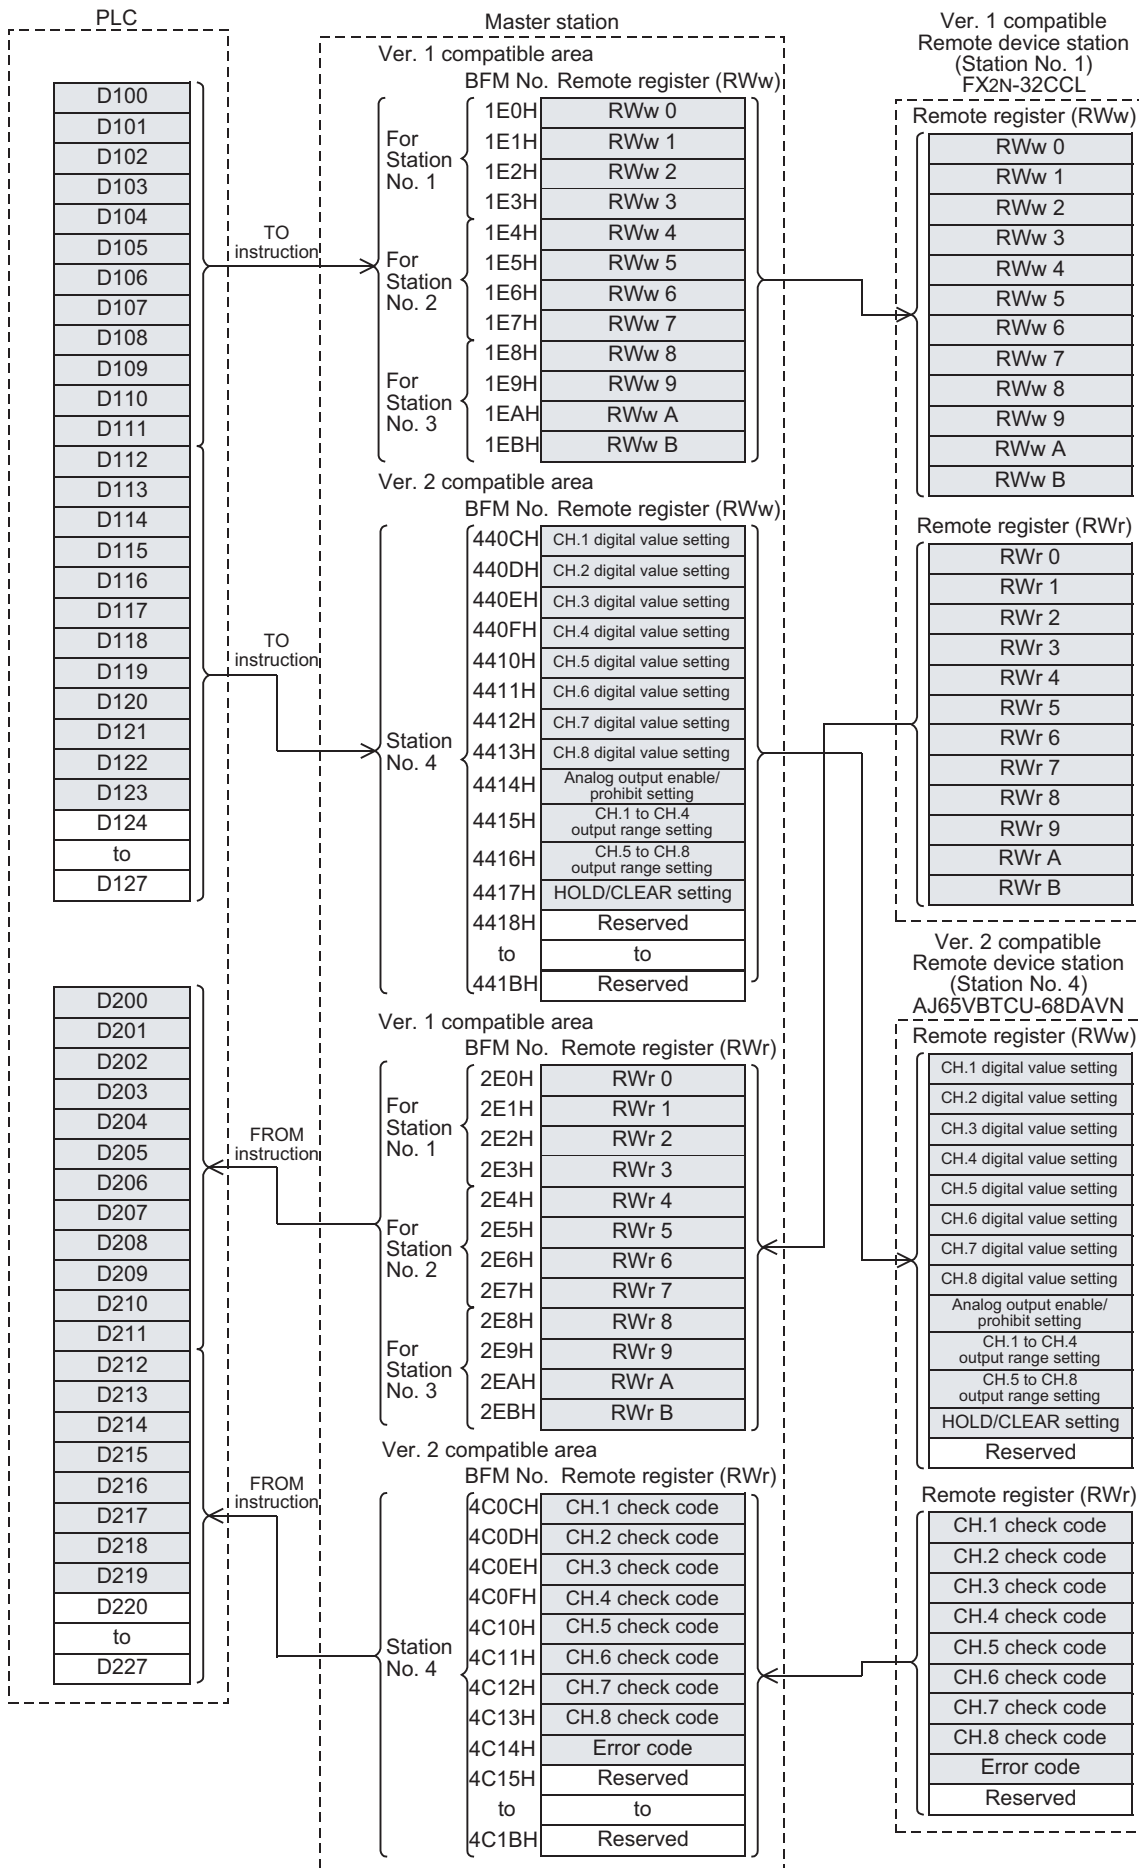 PLC
D100
D101
D102
D103
D104
D105
D106
D107
D108
D109
D110
D111
D112
D113
D114
D115
D116
D117
D118
D119
D120
D121
D122
D123
D124
to
D127
D200
D201
D202
D203
D204
D205
D206
D207
D208
D209
D210
D211
D212
D213
D214
D215
D216
D217
D218
D219
D220
to
D227
TO
instruction
TO
instruction
FROM
instruction
FROM
instruction
Master station
Ver. 1 compatible area
BFM No. Remote register (RWw)
For
Station
No. 1
1E0H RWw 0
1E1H RWw 1
1E2H RWw 2
1E3H RWw 3
For
Station
No. 2
1E4H RWw 4
1E5H RWw 5
1E6H RWw 6
1E7H RWw 7
For
Station
No. 3
1E8H RWw 8
1E9H RWw 9
1EAH RWw A
1EBH RWw B
Ver. 2 compatible area
BFM No. Remote register (RWw)
Station
No. 4
440CH CH.1 digital value setting
440DH CH.2 digital value setting
440EH CH.3 digital value setting
440FH CH.4 digital value setting
4410H CH.5 digital value setting
4411H CH.6 digital value setting
4412H CH.7 digital value setting
4413H CH.8 digital value setting
4414H Analog output enable/
prohibit setting
4415H CH.1 to CH.4
output range setting
4416H CH.5 to CH.8
output range setting
4417H HOLD/CLEAR setting
4418H Reserved
to to
441BH Reserved
Ver. 1 compatible area
BFM No. Remote register (RWr)
For
Station
No. 1
2E0H RWr 0
2E1H RWr 1
2E2H RWr 2
2E3H RWr 3
For
Station
No. 2
2E4H RWr 4
2E5H RWr 5
2E6H RWr 6
2E7H RWr 7
For
Station
No. 3
2E8H RWr 8
2E9H RWr 9
2EAH RWr A
2EBH RWr B
Ver. 2 compatible area
BFM No. Remote register (RWr)
Station
No. 4
4C0CH CH.1 check code
4C0DH CH.2 check code
4C0EH CH.3 check code
4C0FH CH.4 check code
4C10H CH.5 check code
4C11H CH.6 check code
4C12H CH.7 check code
4C13H CH.8 check code
4C14H Error code
4C15H Reserved
to to
4C1BH Reserved
Ver. 1 compatible
Remote device station
(Station No. 1)
FX2N-32CCL
Remote register (RWw)
RWw 0
RWw 1
RWw 2
RWw 3
RWw 4
RWw 5
RWw 6
RWw 7
RWw 8
RWw 9
RWw A
RWw B
Remote register (RWr)
RWr 0
RWr 1
RWr 2
RWr 3
RWr 4
RWr 5
RWr 6
RWr 7
RWr 8
RWr 9
RWr A
RWr B
Ver. 2 compatible
Remote device station
(Station No. 4)
AJ65VBTCU-68DAVN
Remote register (RWw)
CH.1 digital value setting
CH.2 digital value setting
CH.3 digital value setting
CH.4 digital value setting
CH.5 digital value setting
CH.6 digital value setting
CH.7 digital value setting
CH.8 digital value setting
Analog output enable/
prohibit setting
CH.1 to CH.4
output range setting
CH.5 to CH.8
output range setting
HOLD/CLEAR setting
Reserved
Remote register (RWr)
CH.1 check code
CH.2 check code
CH.3 check code
CH.4 check code
CH.5 check code
CH.6 check code
CH.7 check code
CH.8 check code
Error code
Reserved